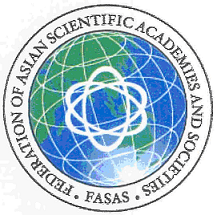 FEDERATION OF ASIAN SCIENTIFIC ACADEMIES AND SOCIETIES
· FASAS ·